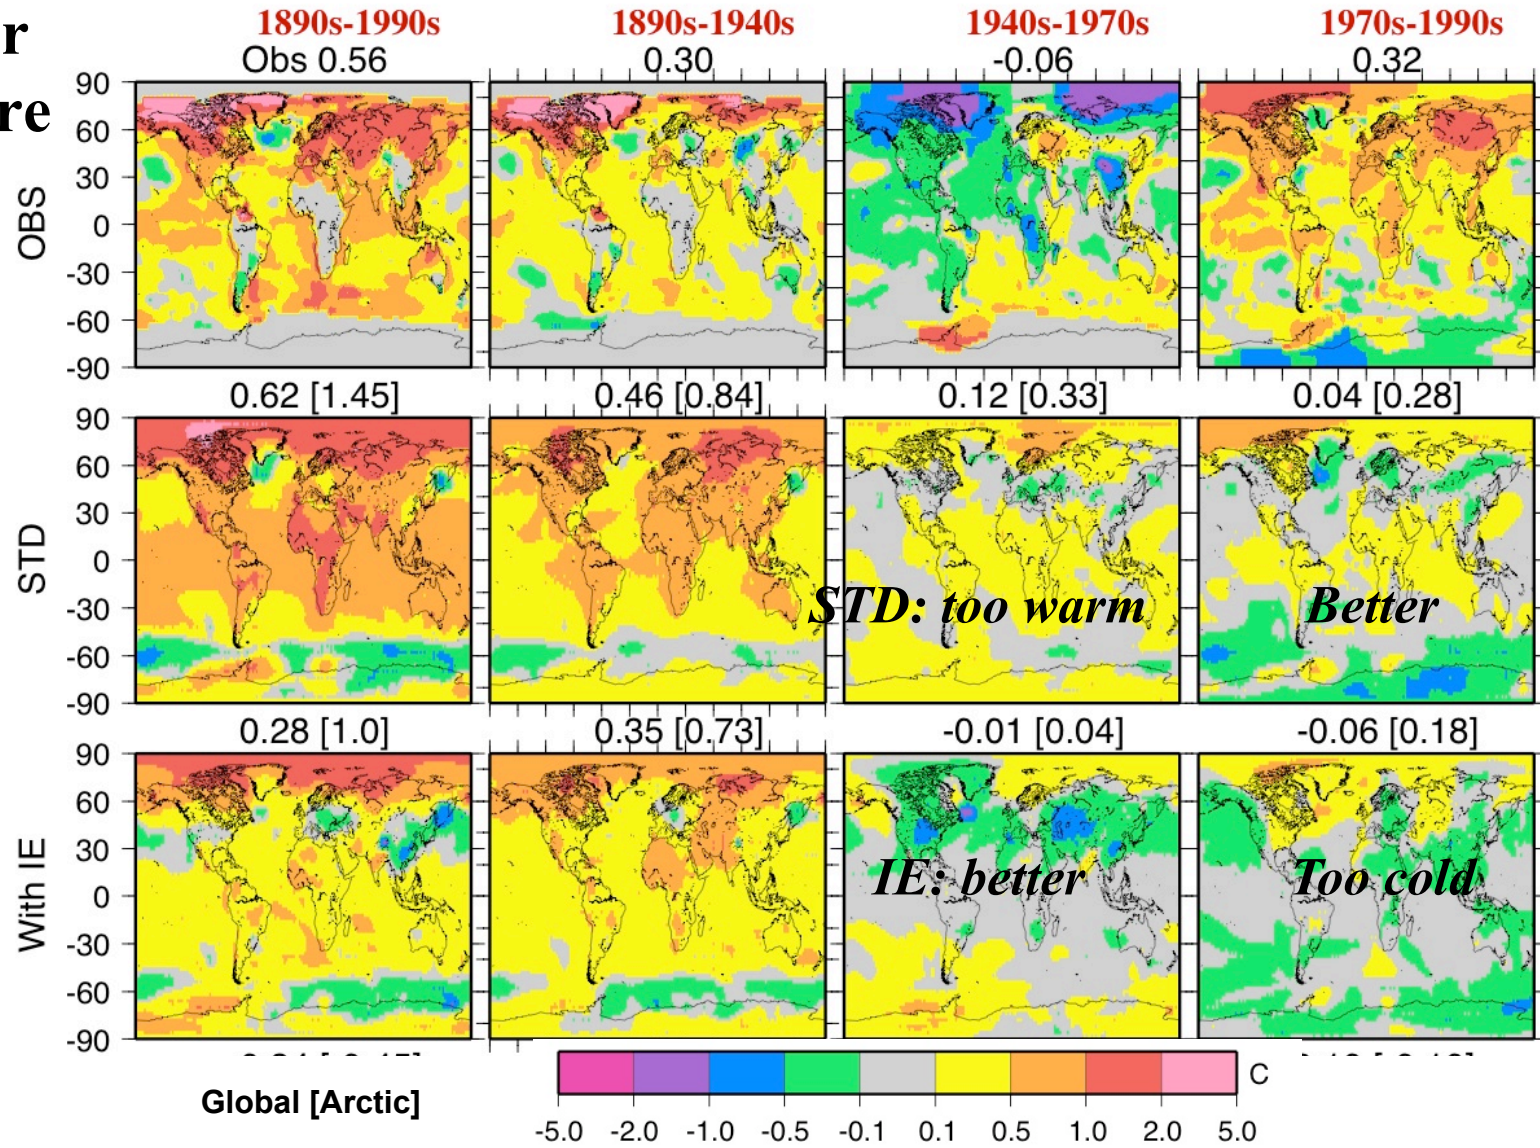 r
re
1890s-1990s 1890s-1940s 1940s-1970s 1970s-1990s
Obs 0.56 0.30 -0.06 0.32
OBS
90
60
30
0
-30
-60
-90
0.62 [1.45] 0.46 [0.84] 0.12 [0.33] 0.04 [0.28]
STD
90
60
30
0
-30
-60
-90
STD: too warm Better
0.28 [1.0] 0.35 [0.73] -0.01 [0.04] -0.06 [0.18]
With IE
90
60
30
0
-30
-60
-90
IE: better Too cold
Global [Arctic]
C
-5.0 -2.0 -1.0 -0.5 -0.1 0.1 0.5 1.0 2.0 5.0